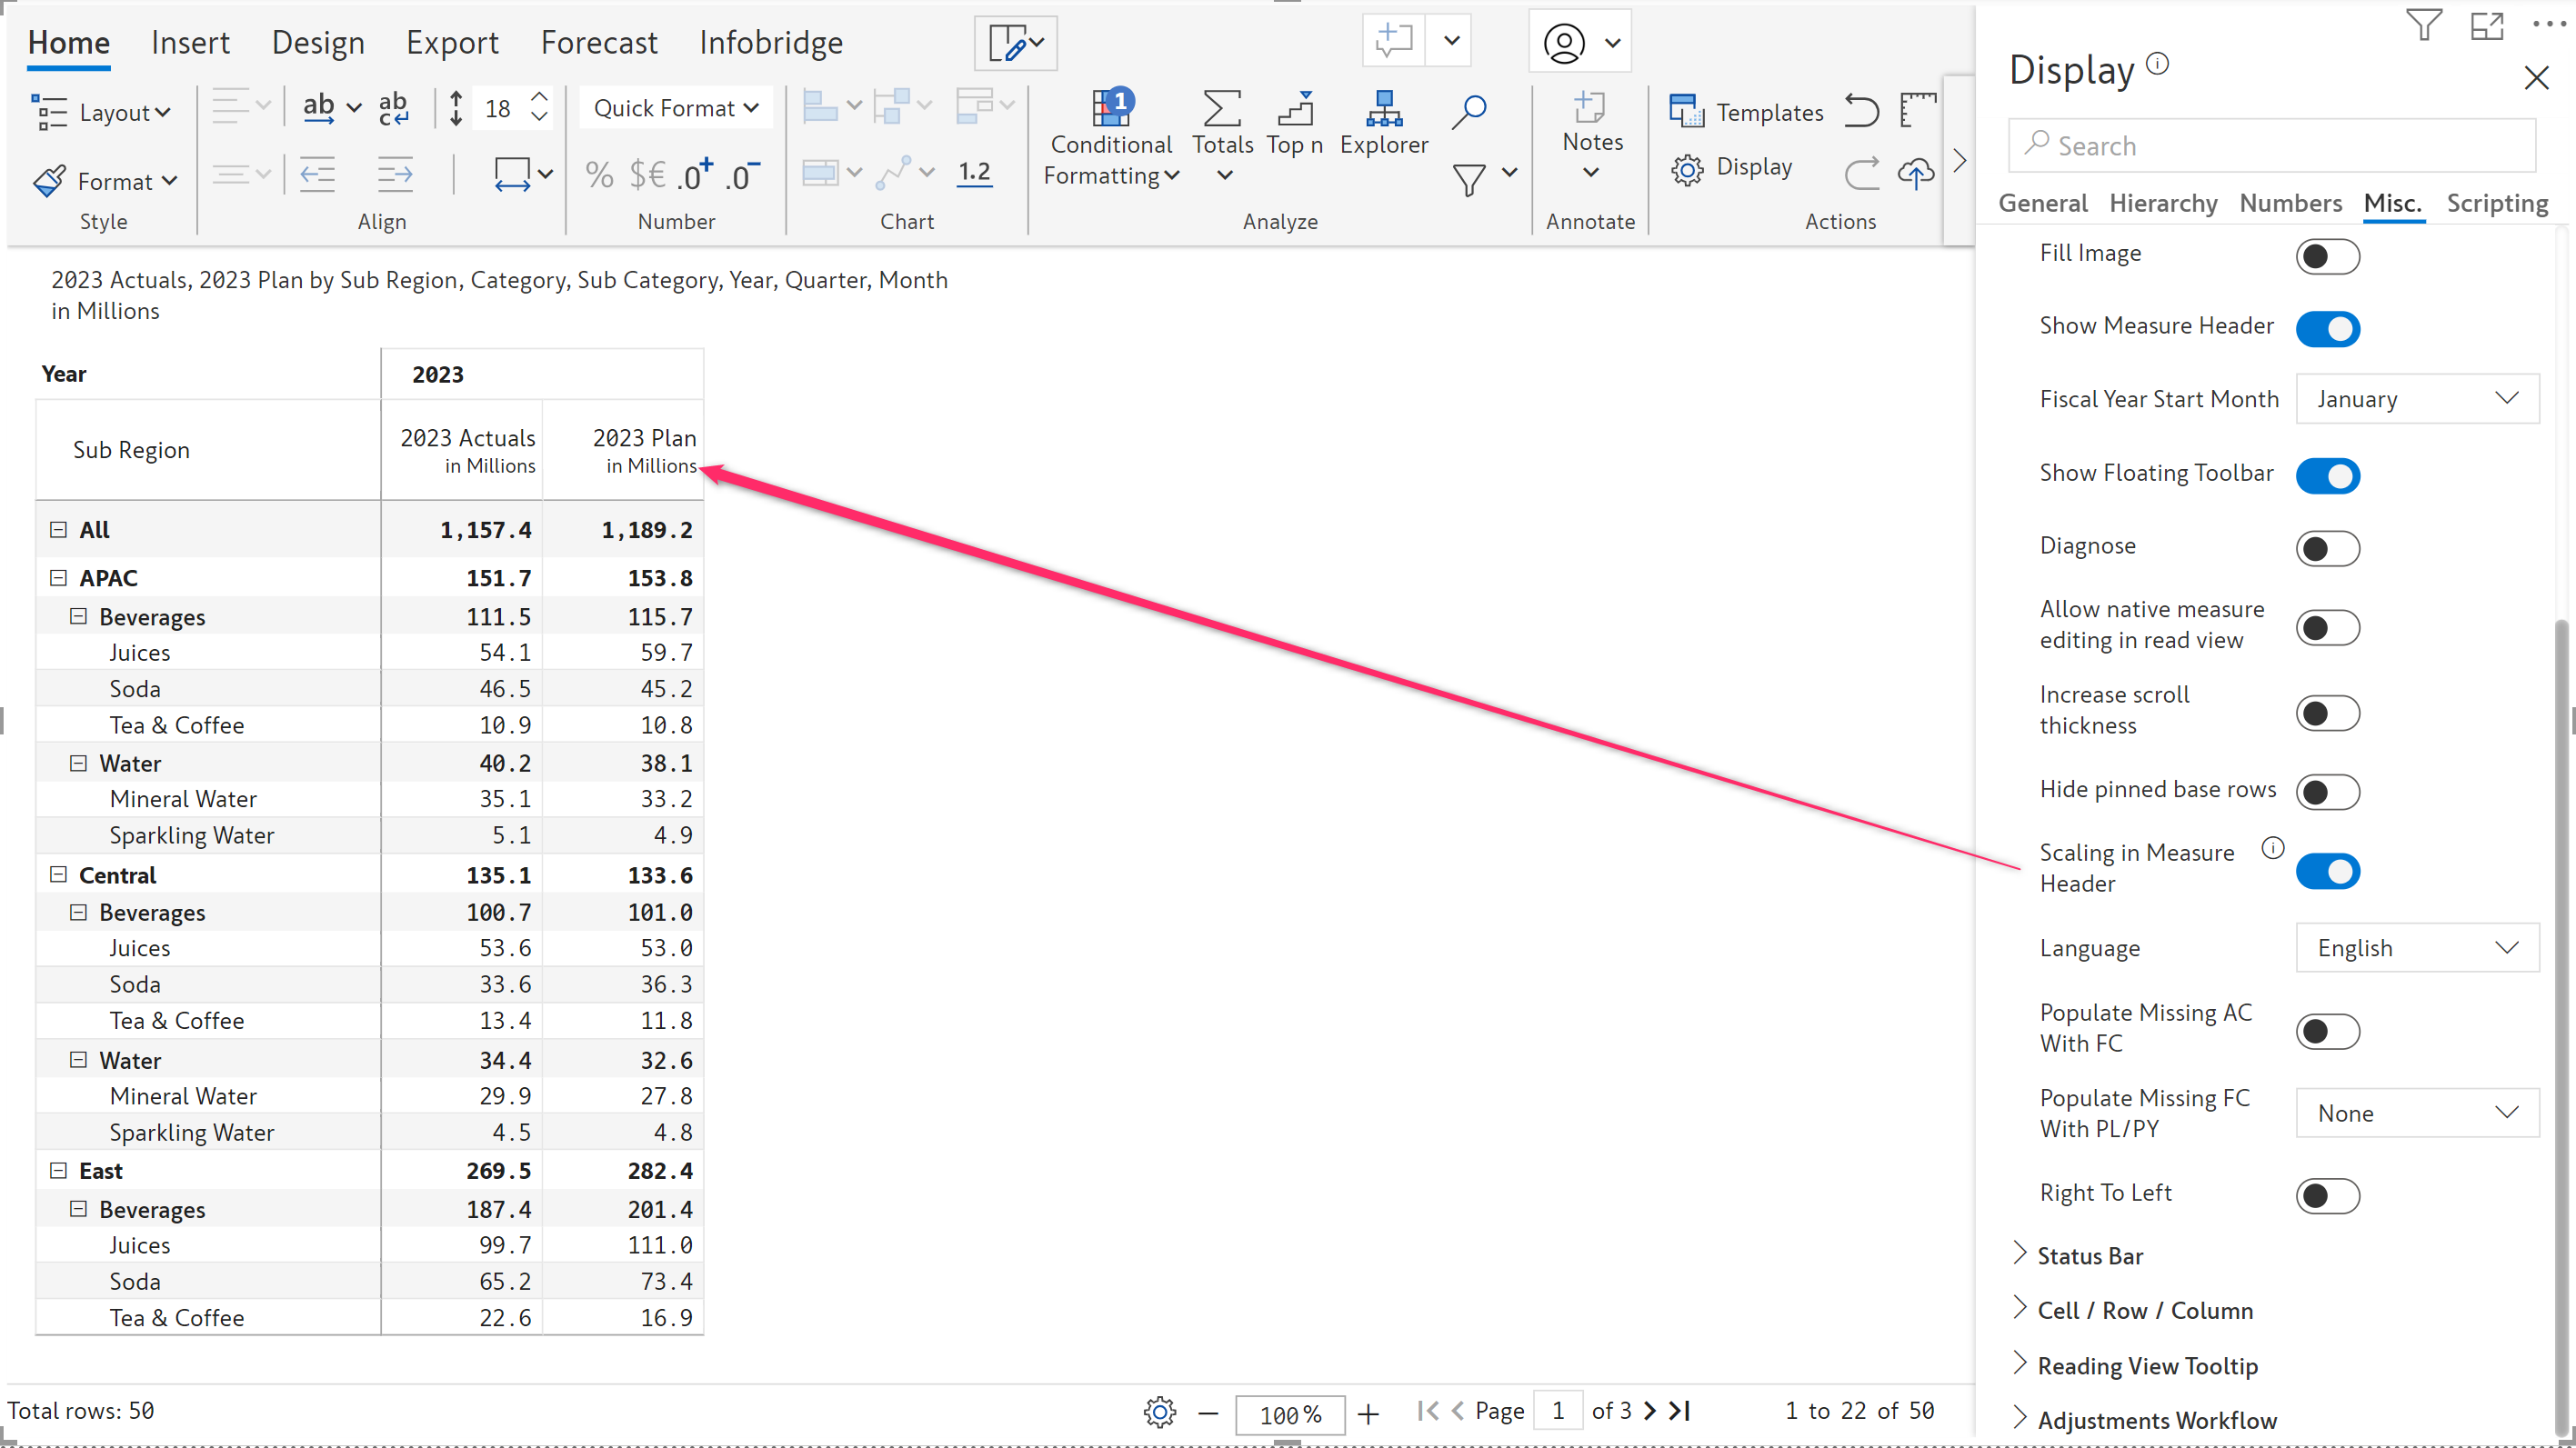 Home Insert Design Export Forecast Infobridge
Layout
Format
Style
ab
ab
c
18
Align
Quick Format
% $€ .0+ .0−
Number
1.2
Chart
1
Conditional
Formatting
Totals
Top n
Explorer
Analyze
Notes
Annotate
Templates
Display
Actions
2023 Actuals, 2023 Plan by Sub Region, Category, Sub Category, Year, Quarter, Month
in Millions
Year 2023
Sub Region 2023 Actuals 2023 Plan
in Millions in Millions
All 1,157.4 1,189.2
APAC 151.7 153.8
Beverages 111.5 115.7
Juices 54.1 59.7
Soda 46.5 45.2
Tea & Coffee 10.9 10.8
Water 40.2 38.1
Mineral Water 35.1 33.2
Sparkling Water 5.1 4.9
Central 135.1 133.6
Beverages 100.7 101.0
Juices 53.6 53.0
Soda 33.6 36.3
Tea & Coffee 13.4 11.8
Water 34.4 32.6
Mineral Water 29.9 27.8
Sparkling Water 4.5 4.8
East 269.5 282.4
Beverages 187.4 201.4
Juices 99.7 111.0
Soda 65.2 73.4
Tea & Coffee 22.6 16.9
Total rows: 50
100%
Page 1 of 3
1 to 22 of 50
Display
Search
General Hierarchy Numbers Misc. Scripting
Fill Image
Show Measure Header
Fiscal Year Start Month January
Show Floating Toolbar
Diagnose
Allow native measure
editing in read view
Increase scroll
thickness
Hide pinned base rows
Scaling in Measure
Header
Language English
Populate Missing AC
With FC
Populate Missing FC
With PL/PY
None
Right To Left
Status Bar
Cell / Row / Column
Reading View Tooltip
Adjustments Workflow